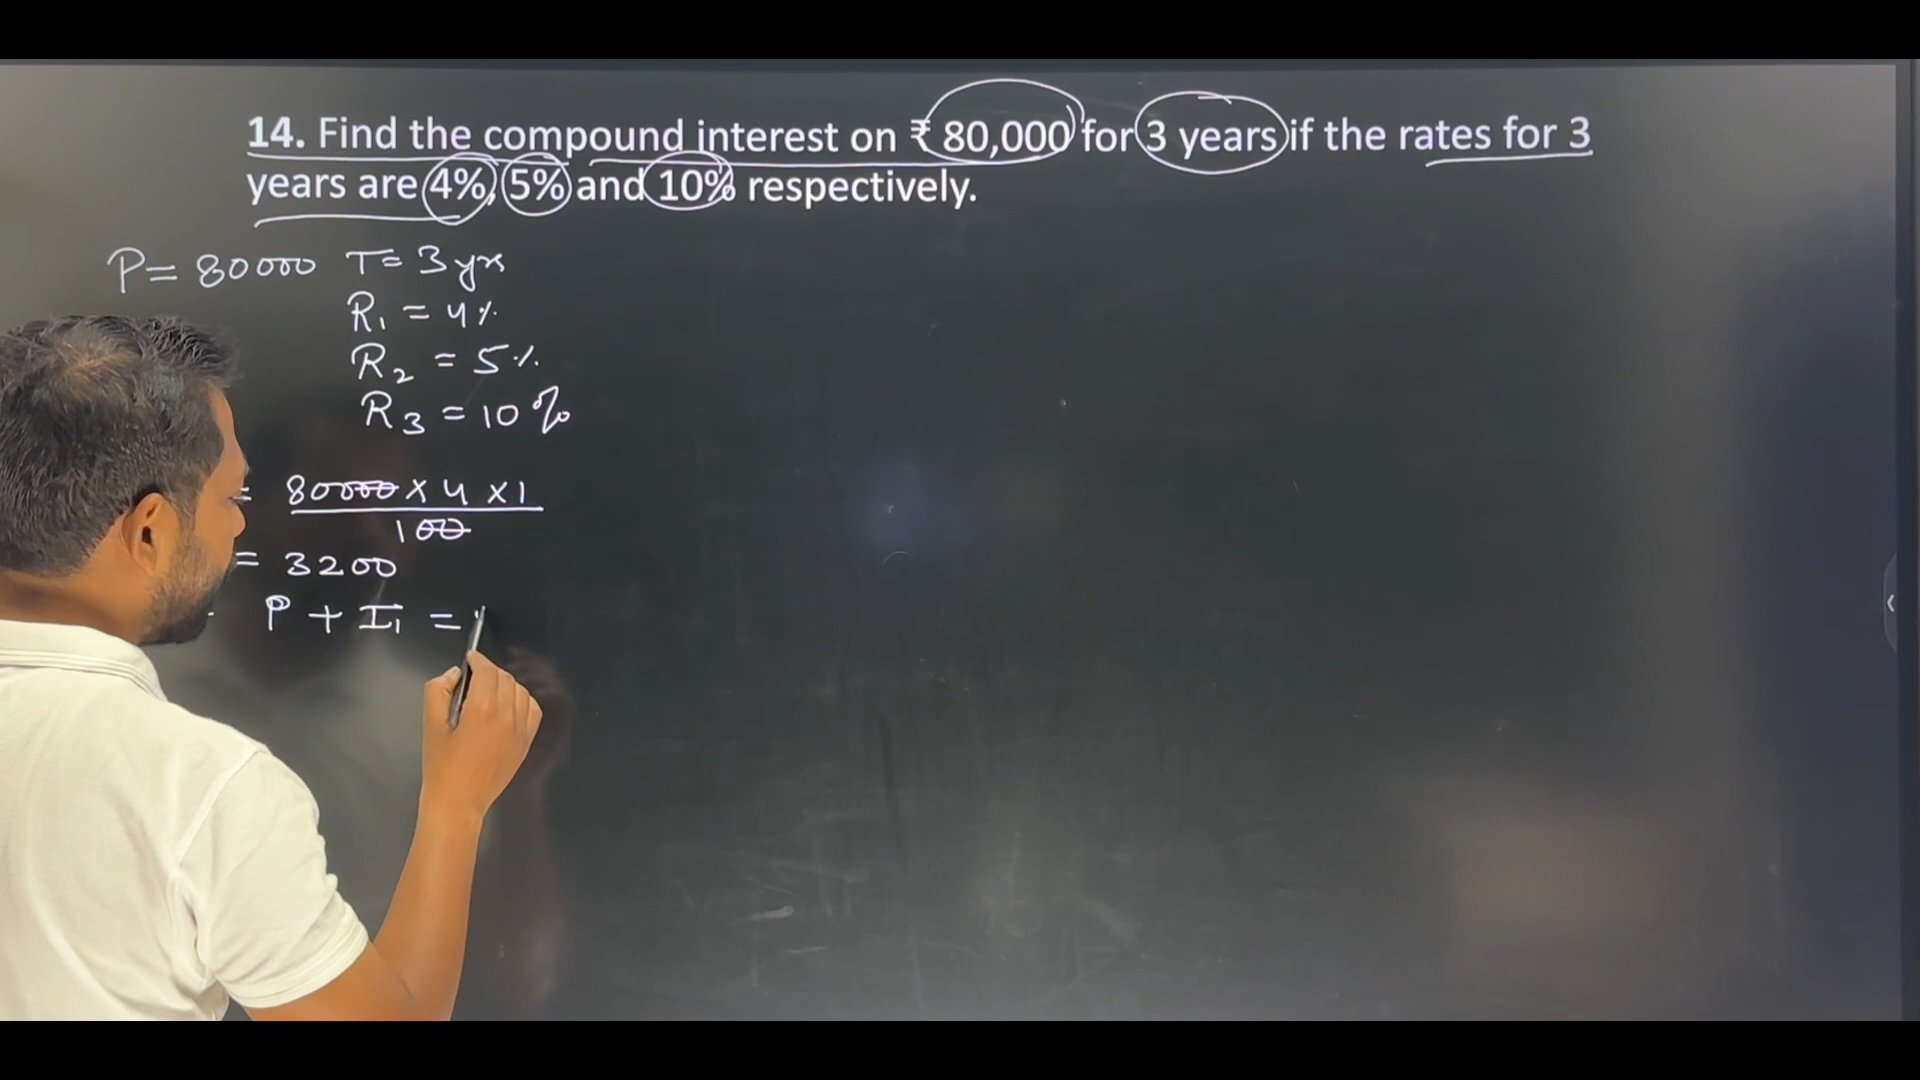 14. Find the compound interest on ₹ 80,000 for 3 years if the rates for 3
years are 4%, 5% and 10% respectively.
P = 80000 T = 3 yrs
R₁ = 4%
R₂ = 5%
R₃ = 10%
= 80000 × 4 × 1
100
= 3200
P + I₁ =